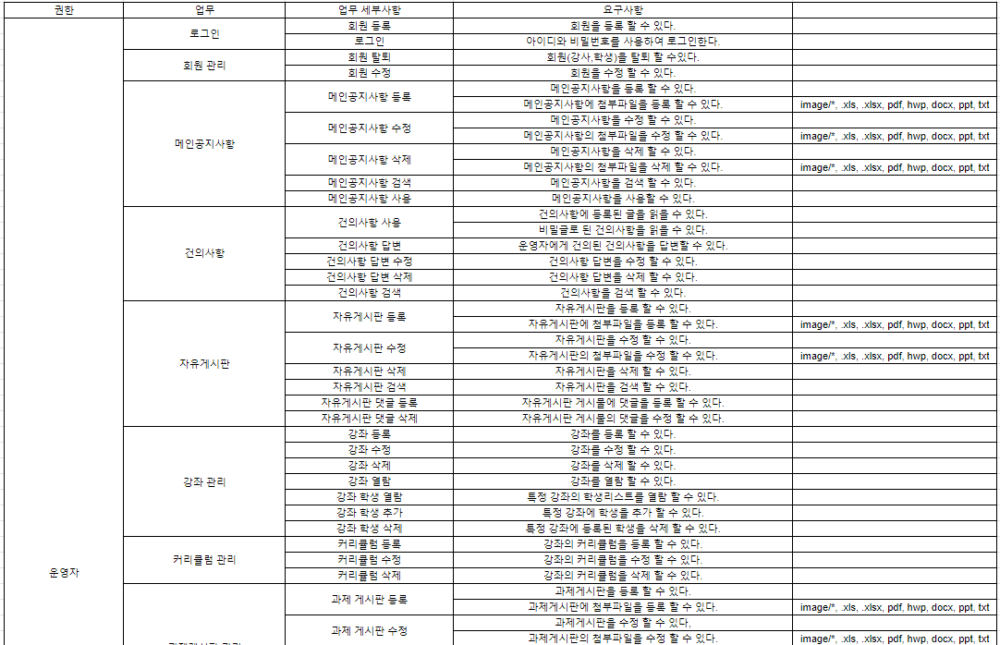 권한 업무 업무 세부사항 요구사항
로그인 회원 등록 회원을 등록 할 수 있다.
로그인 아이디와 비밀번호를 사용하여 로그인한다.
회원 관리 회원 탈퇴 회원(강사,학생)을 탈퇴 할 수있다.
회원 수정 회원을 수정 할 수 있다.
메인공지사항 메인공지사항 등록 메인공지사항을 등록 할 수 있다.
메인공지사항에 첨부파일을 등록 할 수 있다. image/*, .xls, .xlsx, pdf, hwp, docx, ppt, txt
메인공지사항 수정 메인공지사항을 수정 할 수 있다.
메인공지사항의 첨부파일을 수정 할 수 있다. image/*, .xls, .xlsx, pdf, hwp, docx, ppt, txt
메인공지사항 삭제 메인공지사항을 삭제 할 수 있다.
메인공지사항의 첨부파일을 삭제 할 수 있다. image/*, .xls, .xlsx, pdf, hwp, docx, ppt, txt
메인공지사항 검색 메인공지사항을 검색 할 수 있다.
메인공지사항 사용 메인공지사항을 사용할 수 있다.
건의사항 건의사항 사용 건의사항에 등록된 글을 읽을 수 있다.
비밀글로 된 건의사항을 읽을 수 있다.
건의사항 답변 운영자에게 건의된 건의사항을 답변할 수 있다.
건의사항 답변 수정 건의사항 답변을 수정 할 수 있다.
건의사항 답변 삭제 건의사항 답변을 삭제 할 수 있다.
건의사항 검색 건의사항을 검색 할 수 있다.
자유게시판 자유게시판 등록 자유게시판을 등록 할 수 있다.
자유게시판에 첨부파일을 등록 할 수 있다. image/*, .xls, .xlsx, pdf, hwp, docx, ppt, txt
자유게시판 수정 자유게시판을 수정 할 수 있다.
자유게시판의 첨부파일을 수정 할 수 있다. image/*, .xls, .xlsx, pdf, hwp, docx, ppt, txt
자유게시판 삭제 자유게시판을 삭제 할 수 있다.
자유게시판 검색 자유게시판을 검색 할 수 있다.
자유게시판 댓글 등록 자유게시판 게시물에 댓글을 등록 할 수 있다.
자유게시판 댓글 삭제 자유게시판 게시물의 댓글을 수정 할 수 있다.
강좌 관리 강좌 등록 강좌를 등록 할 수 있다.
강좌 수정 강좌를 수정 할 수 있다.
강좌 삭제 강좌를 삭제 할 수 있다.
강좌 열람 강좌를 열람 할 수 있다.
강좌 학생 열람 특정 강좌의 학생리스트를 열람 할 수 있다.
강좌 학생 추가 특정 강좌에 학생을 추가 할 수 있다.
강좌 학생 삭제 특정 강좌에 등록된 학생을 삭제 할 수 있다.
운영자 커리큘럼 관리 커리큘럼 등록 강좌의 커리큘럼을 등록 할 수 있다.
커리큘럼 수정 강좌의 커리큘럼을 수정 할 수 있다.
커리큘럼 삭제 강좌의 커리큘럼을 삭제 할 수 있다.
과제 게시판 등록 과제게시판을 등록 할 수 있다.
과제게시판에 첨부파일을 등록 할 수 있다. image/*, .xls, .xlsx, pdf, hwp, docx, ppt, txt
과제 게시판 수정 과제게시판을 수정 할 수 있다,
과제게시판의 첨부파일을 수정 할 수 있다. image/*, .xls, .xlsx, pdf, hwp, docx, ppt, txt